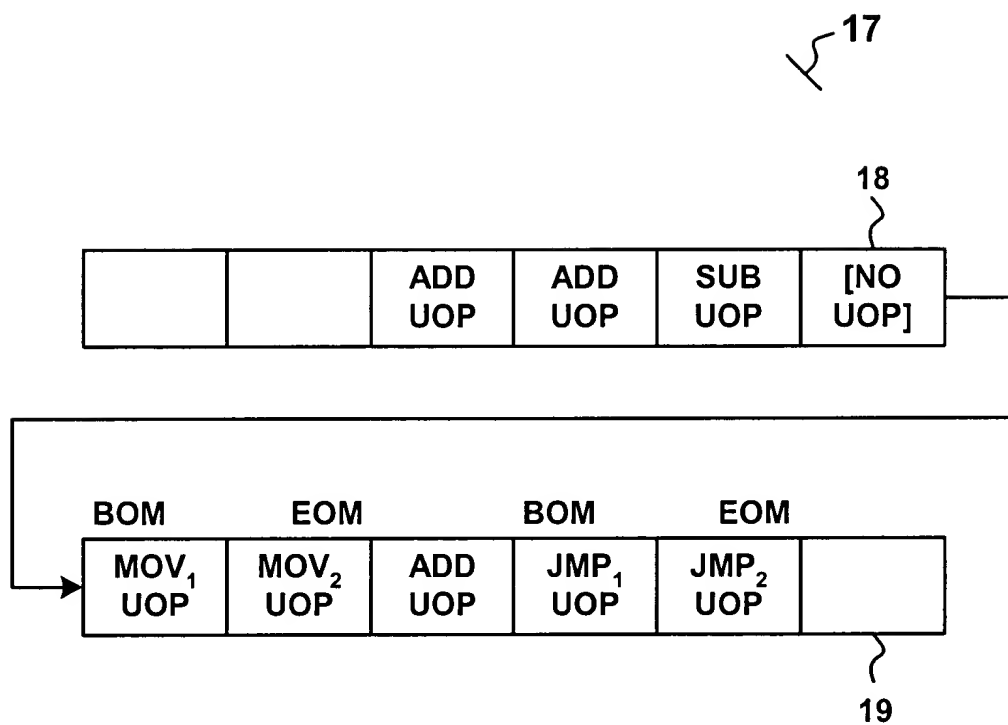 17
18
ADD UOP ADD UOP SUB UOP [NO UOP]
BOM EOM BOM EOM
MOV₁ UOP MOV₂ UOP ADD UOP JMP₁ UOP JMP₂ UOP
19